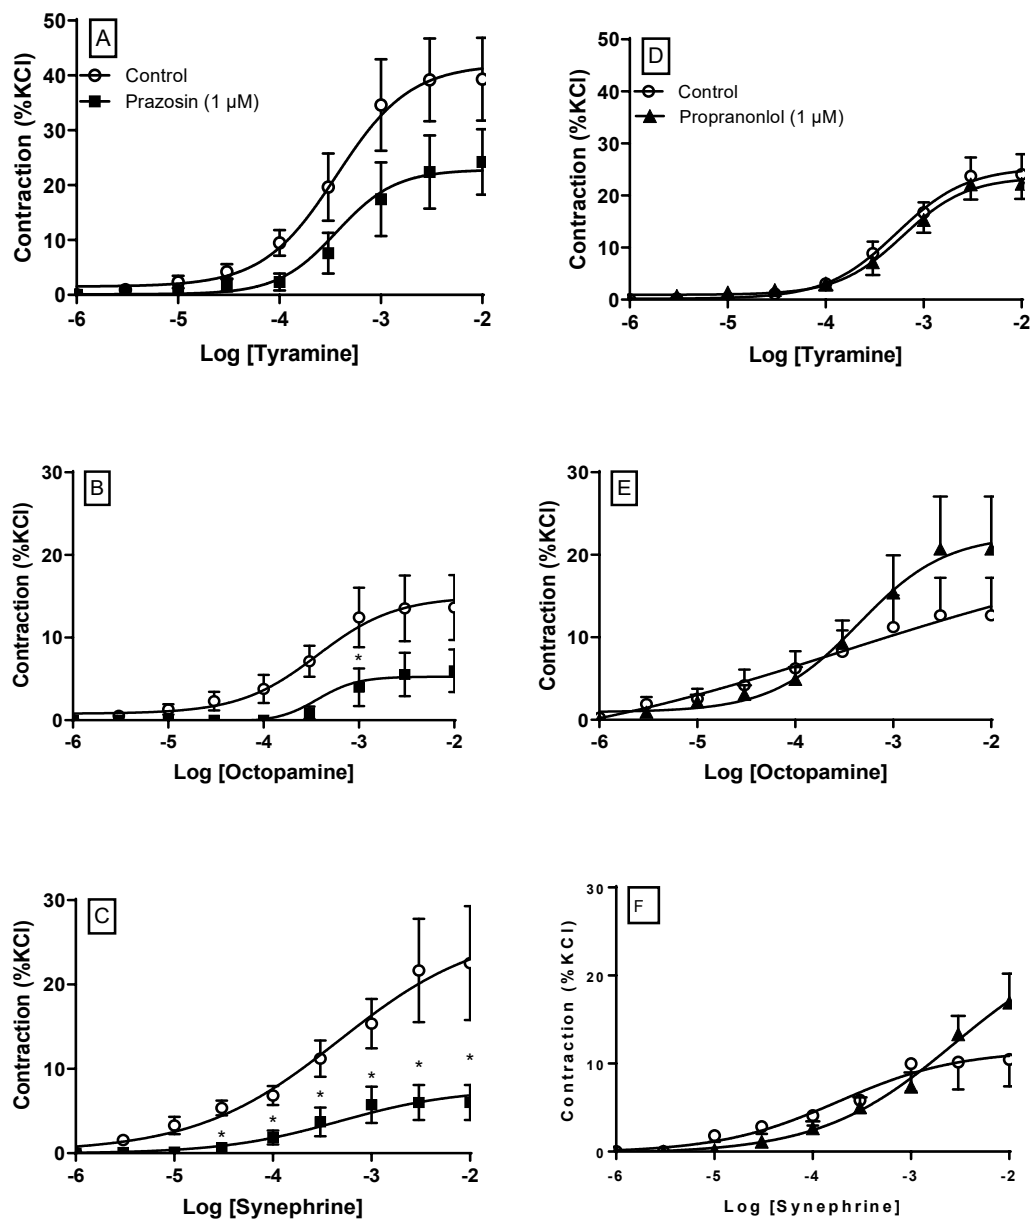 A
Control
Prazosin (1 µM)
Contraction (%KCl)
50
40
30
20
10
0
-6 -5 -4 -3 -2
Log [Tyramine]
D
Control
Propranonlol (1 µM)
Contraction (%KCl)
50
40
30
20
10
0
-6 -5 -4 -3 -2
Log [Tyramine]
B
Contraction (%KCl)
30
20
10
0
*
-6 -5 -4 -3 -2
Log [Octopamine]
E
Contraction (%KCl)
30
20
10
0
-6 -5 -4 -3 -2
Log [Octopamine]
C
Contraction (%KCl)
30
20
10
0
* * * * * *
-6 -5 -4 -3 -2
Log [Synephrine]
F
Contraction (%KCl)
30
20
10
0
-6 -5 -4 -3 -2
Log [Synephrine]